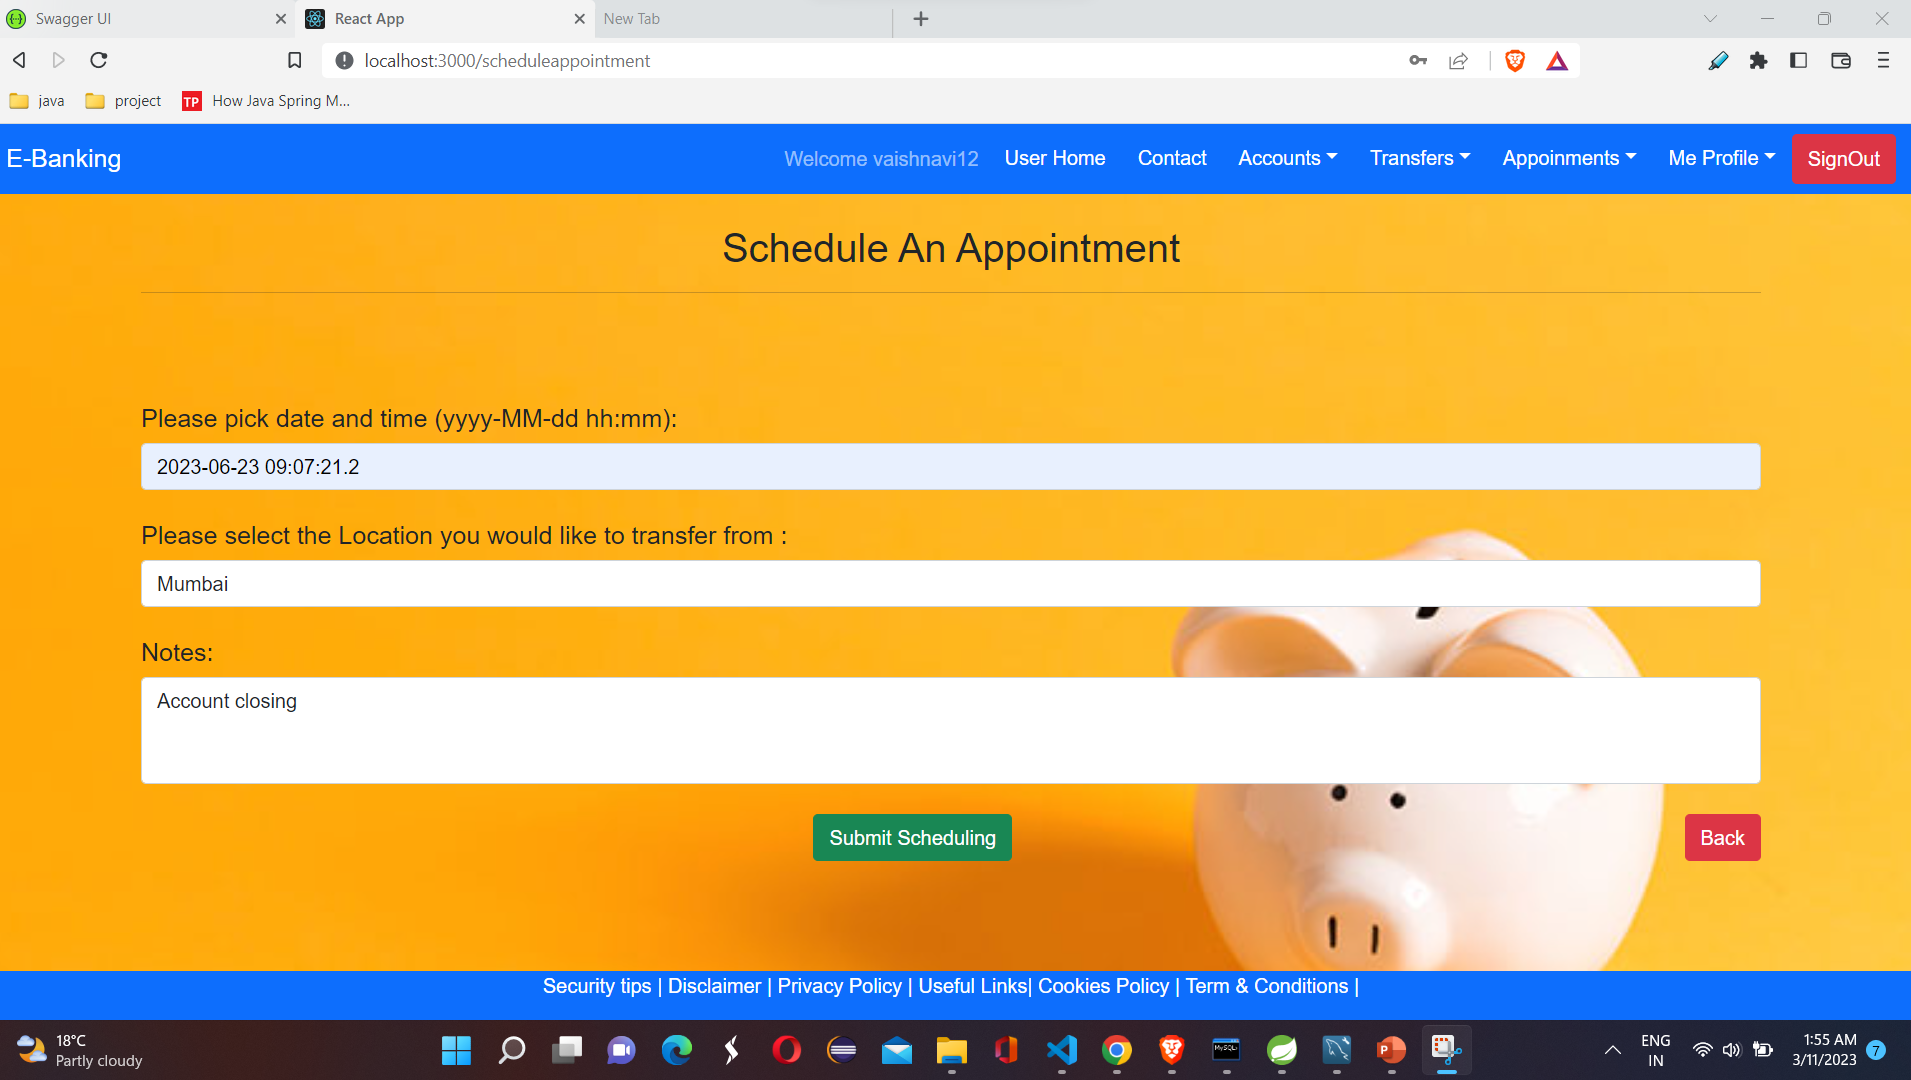 Swagger UI
React App
New Tab
localhost:3000/scheduleappointment
java
project
TP
How Java Spring M...
E-Banking
Welcome vaishnavi12
User Home
Contact
Accounts
Transfers
Appoinments
Me Profile
SignOut
Schedule An Appointment
Please pick date and time (yyyy-MM-dd hh:mm):
2023-06-23 09:07:21.2
Please select the Location you would like to transfer from :
Mumbai
Notes:
Account closing
Submit Scheduling
Back
Security tips | Disclaimer | Privacy Policy | Useful Links| Cookies Policy | Term & Conditions |
18°C
Partly cloudy
MySQL
P
ENG
IN
1:55 AM
3/11/2023
7